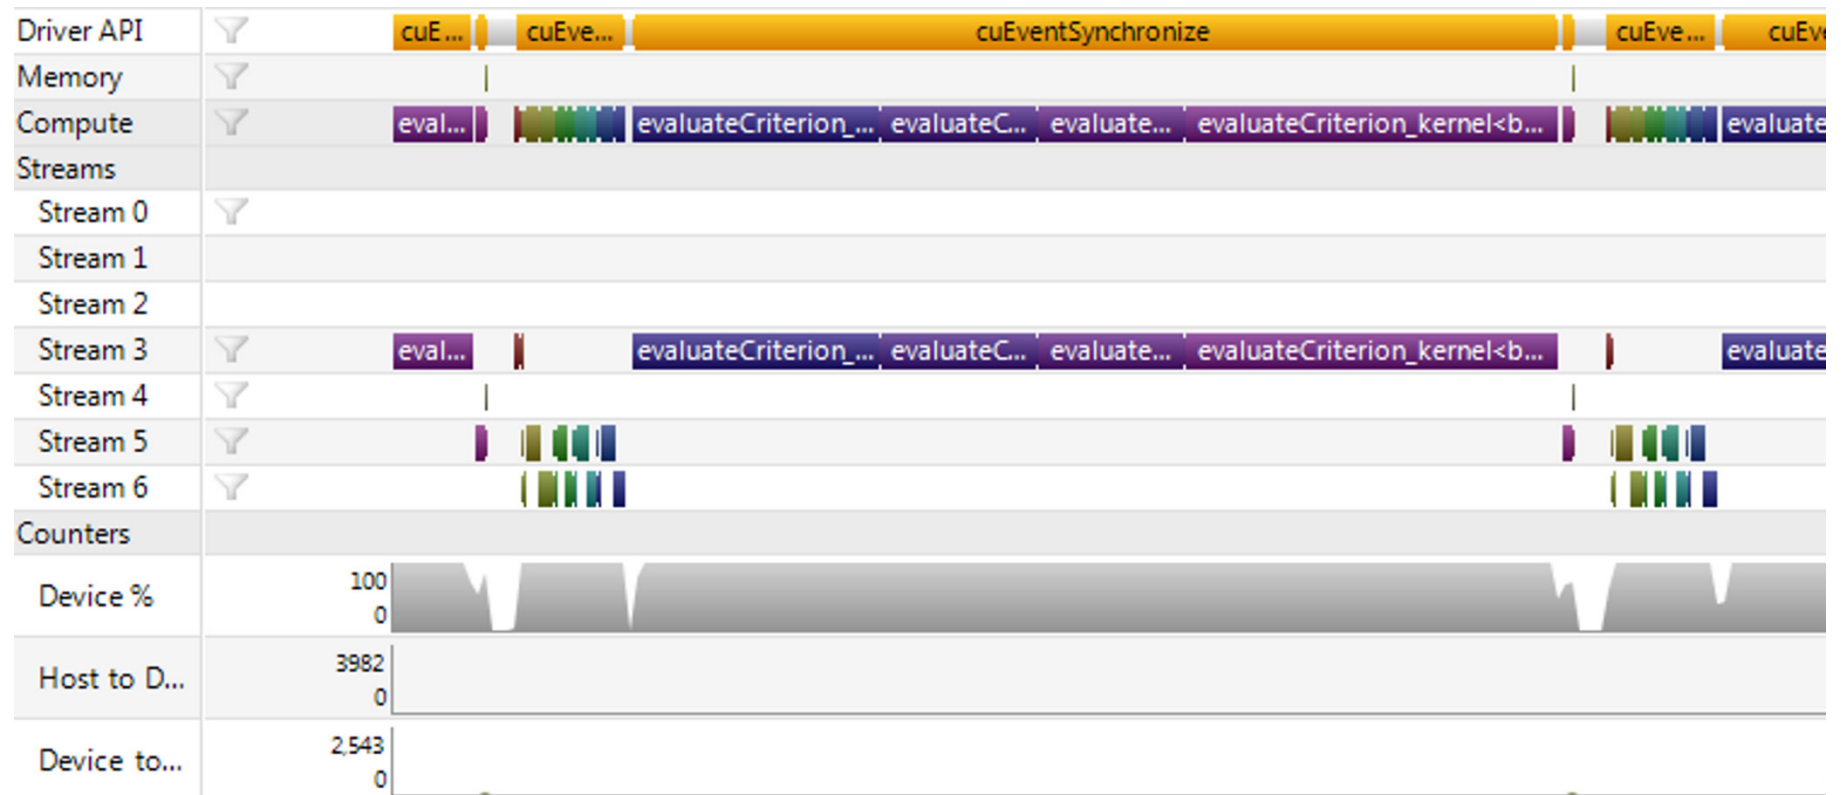 Driver API cuE... cuEve... cuEventSynchronize cuEve... cuEve
Memory
Compute eval... evaluateCriterion_... evaluateC... evaluate... evaluateCriterion_kernel<b... evaluate
Streams
Stream 0
Stream 1
Stream 2
Stream 3 eval... evaluateCriterion_... evaluateC... evaluate... evaluateCriterion_kernel<b... evaluate
Stream 4
Stream 5
Stream 6
Counters
100
Device %
0
3982
Host to D...
0
2,543
Device to...
0